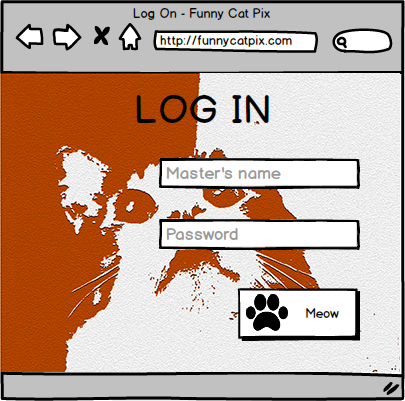 Log On - Funny Cat Pix
http://funnycatpix.com
LOG IN
Master's name
Password
Meow